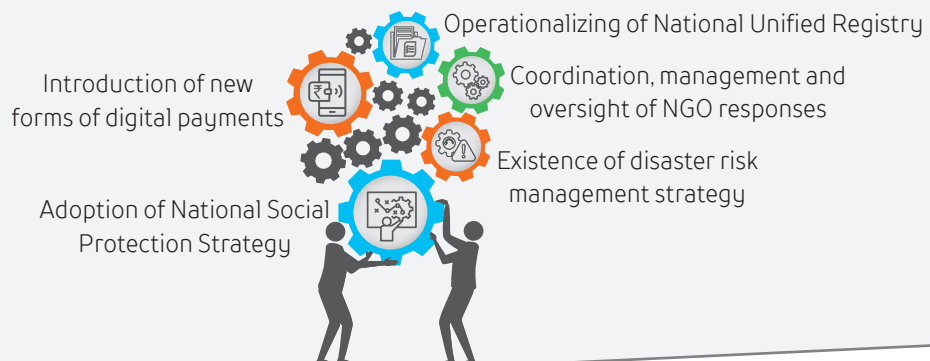 Operationalizing of National Unified Registry
Introduction of new
forms of digital payments
Coordination, management and
oversight of NGO responses
Existence of disaster risk
management strategy
Adoption of National Social
Protection Strategy
₹